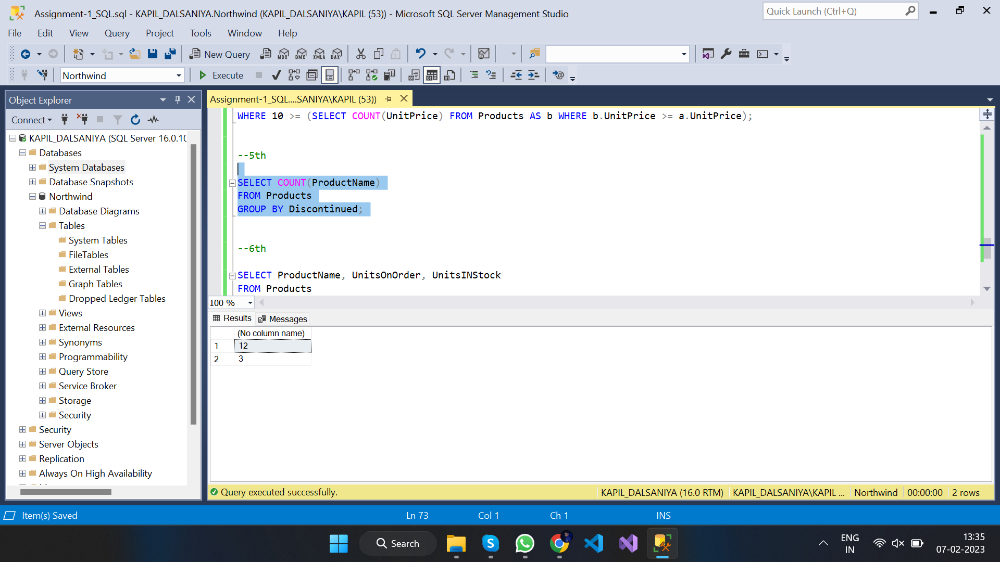 Assignment-1_SQL.sql - KAPIL_DALSANIYA.Northwind (KAPIL_DALSANIYA\KAPIL (53)) - Microsoft SQL Server Management Studio
Quick Launch (Ctrl+Q)
File Edit View Query Project Tools Window Help
New Query MDX DMX XMLA DAX
Northwind
Execute
Object Explorer
Connect
KAPIL_DALSANIYA (SQL Server 16.0.10
Databases
System Databases
Database Snapshots
Northwind
Database Diagrams
Tables
System Tables
FileTables
External Tables
Graph Tables
Dropped Ledger Tables
Views
External Resources
Synonyms
Programmability
Query Store
Service Broker
Storage
Security
Security
Server Objects
Replication
Always On High Availability
Assignment-1_SQL....SANIYA\KAPIL (53))
WHERE 10 >= (SELECT COUNT(UnitPrice) FROM Products AS b WHERE b.UnitPrice >= a.UnitPrice);
--5th
SELECT COUNT(ProductName)
FROM Products
GROUP BY Discontinued;
--6th
SELECT ProductName, UnitsOnOrder, UnitsINStock
FROM Products
100 %
Results Messages
(No column name)
1 12
2 3
Query executed successfully.
KAPIL_DALSANIYA (16.0 RTM) KAPIL_DALSANIYA\KAPIL ... Northwind 00:00:00 2 rows
Item(s) Saved Ln 73 Col 1 Ch 1 INS
Search
ENG
IN
13:35
07-02-2023